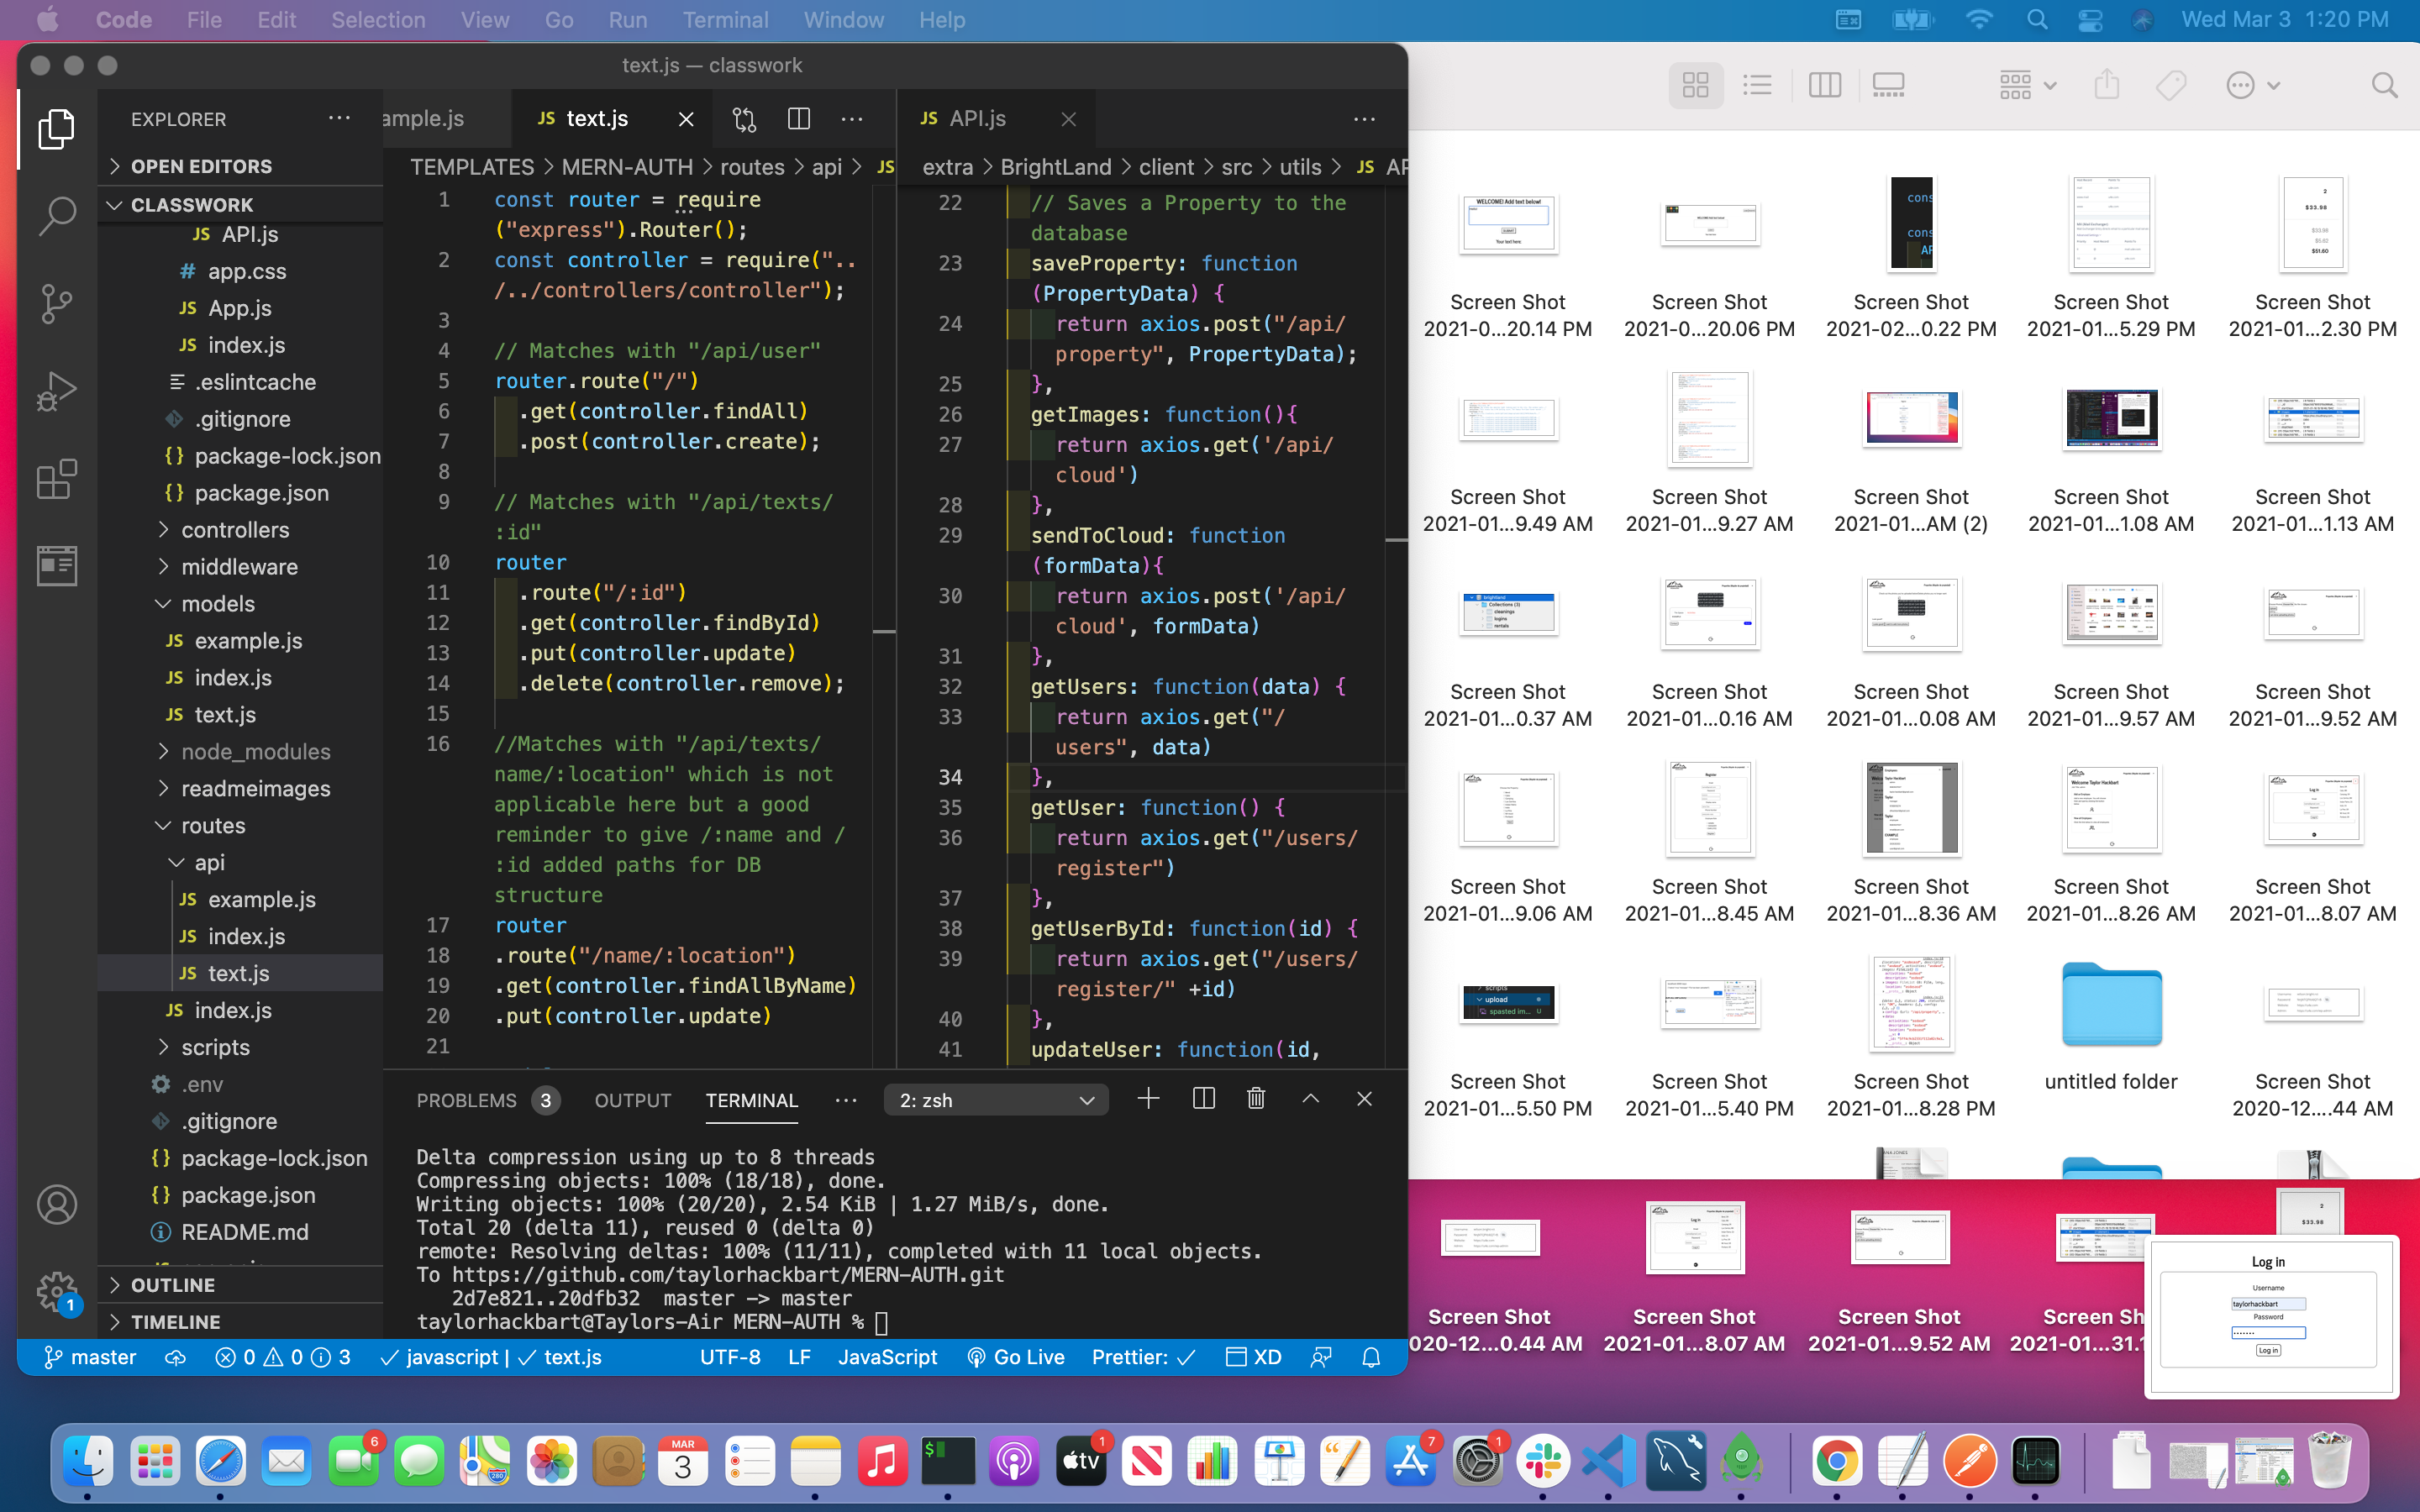 Code File Edit Selection View Go Run Terminal Window Help
Wed Mar 3 1:20 PM
text.js — classwork
EXPLORER
OPEN EDITORS
CLASSWORK
JS API.js
# app.css
JS App.js
JS index.js
.eslintcache
.gitignore
{} package-lock.json
{} package.json
controllers
middleware
models
JS example.js
JS index.js
JS text.js
node_modules
readmeimages
routes
api
JS example.js
JS index.js
JS text.js
JS index.js
scripts
.env
.gitignore
{} package-lock.json
{} package.json
README.md
OUTLINE
TIMELINE
ample.js
JS text.js
TEMPLATES > MERN-AUTH > routes > api > JS
1 const router = require
("express").Router();
2 const controller = require("..
/../controllers/controller");
3
4 // Matches with "/api/user"
5 router.route("/")
6 .get(controller.findAll)
7 .post(controller.create);
8
9 // Matches with "/api/texts/
:id"
10 router
11 .route("/:id")
12 .get(controller.findById)
13 .put(controller.update)
14 .delete(controller.remove);
15
16 //Matches with "/api/texts/
name/:location" which is not
applicable here but a good
reminder to give /:name and /
:id added paths for DB
structure
17 router
18 .route("/name/:location")
19 .get(controller.findAllByName)
20 .put(controller.update)
21
JS API.js
extra > BrightLand > client > src > utils > JS AP
22 // Saves a Property to the
database
23 saveProperty: function
(PropertyData) {
24 return axios.post("/api/
property", PropertyData);
25 },
26 getImages: function(){
27 return axios.get('/api/
cloud')
28 },
29 sendToCloud: function
(formData){
30 return axios.post('/api/
cloud', formData)
31 },
32 getUsers: function(data) {
33 return axios.get("/
users", data)
34 },
35 getUser: function() {
36 return axios.get("/users/
register")
37 },
38 getUserById: function(id) {
39 return axios.get("/users/
register/" +id)
40 },
41 updateUser: function(id,
PROBLEMS 3 OUTPUT TERMINAL 2: zsh
Delta compression using up to 8 threads
Compressing objects: 100% (18/18), done.
Writing objects: 100% (20/20), 2.54 KiB | 1.27 MiB/s, done.
Total 20 (delta 11), reused 0 (delta 0)
remote: Resolving deltas: 100% (11/11), completed with 11 local objects.
To https://github.com/taylorhackbart/MERN-AUTH.git
2d7e821..20dfb32 master -> master
taylorhackbart@Taylors-Air MERN-AUTH %
1
master 0 0 3 javascript | text.js UTF-8 LF JavaScript Go Live Prettier: XD
Screen Shot
2021-0...20.14 PM
Screen Shot
2021-0...20.06 PM
Screen Shot
2021-02...0.22 PM
Screen Shot
2021-01...5.29 PM
Screen Shot
2021-01...2.30 PM
Screen Shot
2021-01...9.49 AM
Screen Shot
2021-01...9.27 AM
Screen Shot
2021-01...AM (2)
Screen Shot
2021-01...1.08 AM
Screen Shot
2021-01...1.13 AM
Screen Shot
2021-01...0.37 AM
Screen Shot
2021-01...0.16 AM
Screen Shot
2021-01...0.08 AM
Screen Shot
2021-01...9.57 AM
Screen Shot
2021-01...9.52 AM
Screen Shot
2021-01...9.06 AM
Screen Shot
2021-01...8.45 AM
Screen Shot
2021-01...8.36 AM
Screen Shot
2021-01...8.26 AM
Screen Shot
2021-01...8.07 AM
Screen Shot
2021-01...5.50 PM
Screen Shot
2021-01...5.40 PM
Screen Shot
2021-01...8.28 PM
untitled folder
Screen Shot
2020-12....44 AM
Screen Shot
020-12...0.44 AM
Screen Shot
2021-01...8.07 AM
Screen Shot
2021-01...9.52 AM
Screen Sh
2021-01...31.1
2
$33.98
Log in
Username
taylorhackbart
Password
Log in
6
MAR
3
280
$
tv
1
7
1